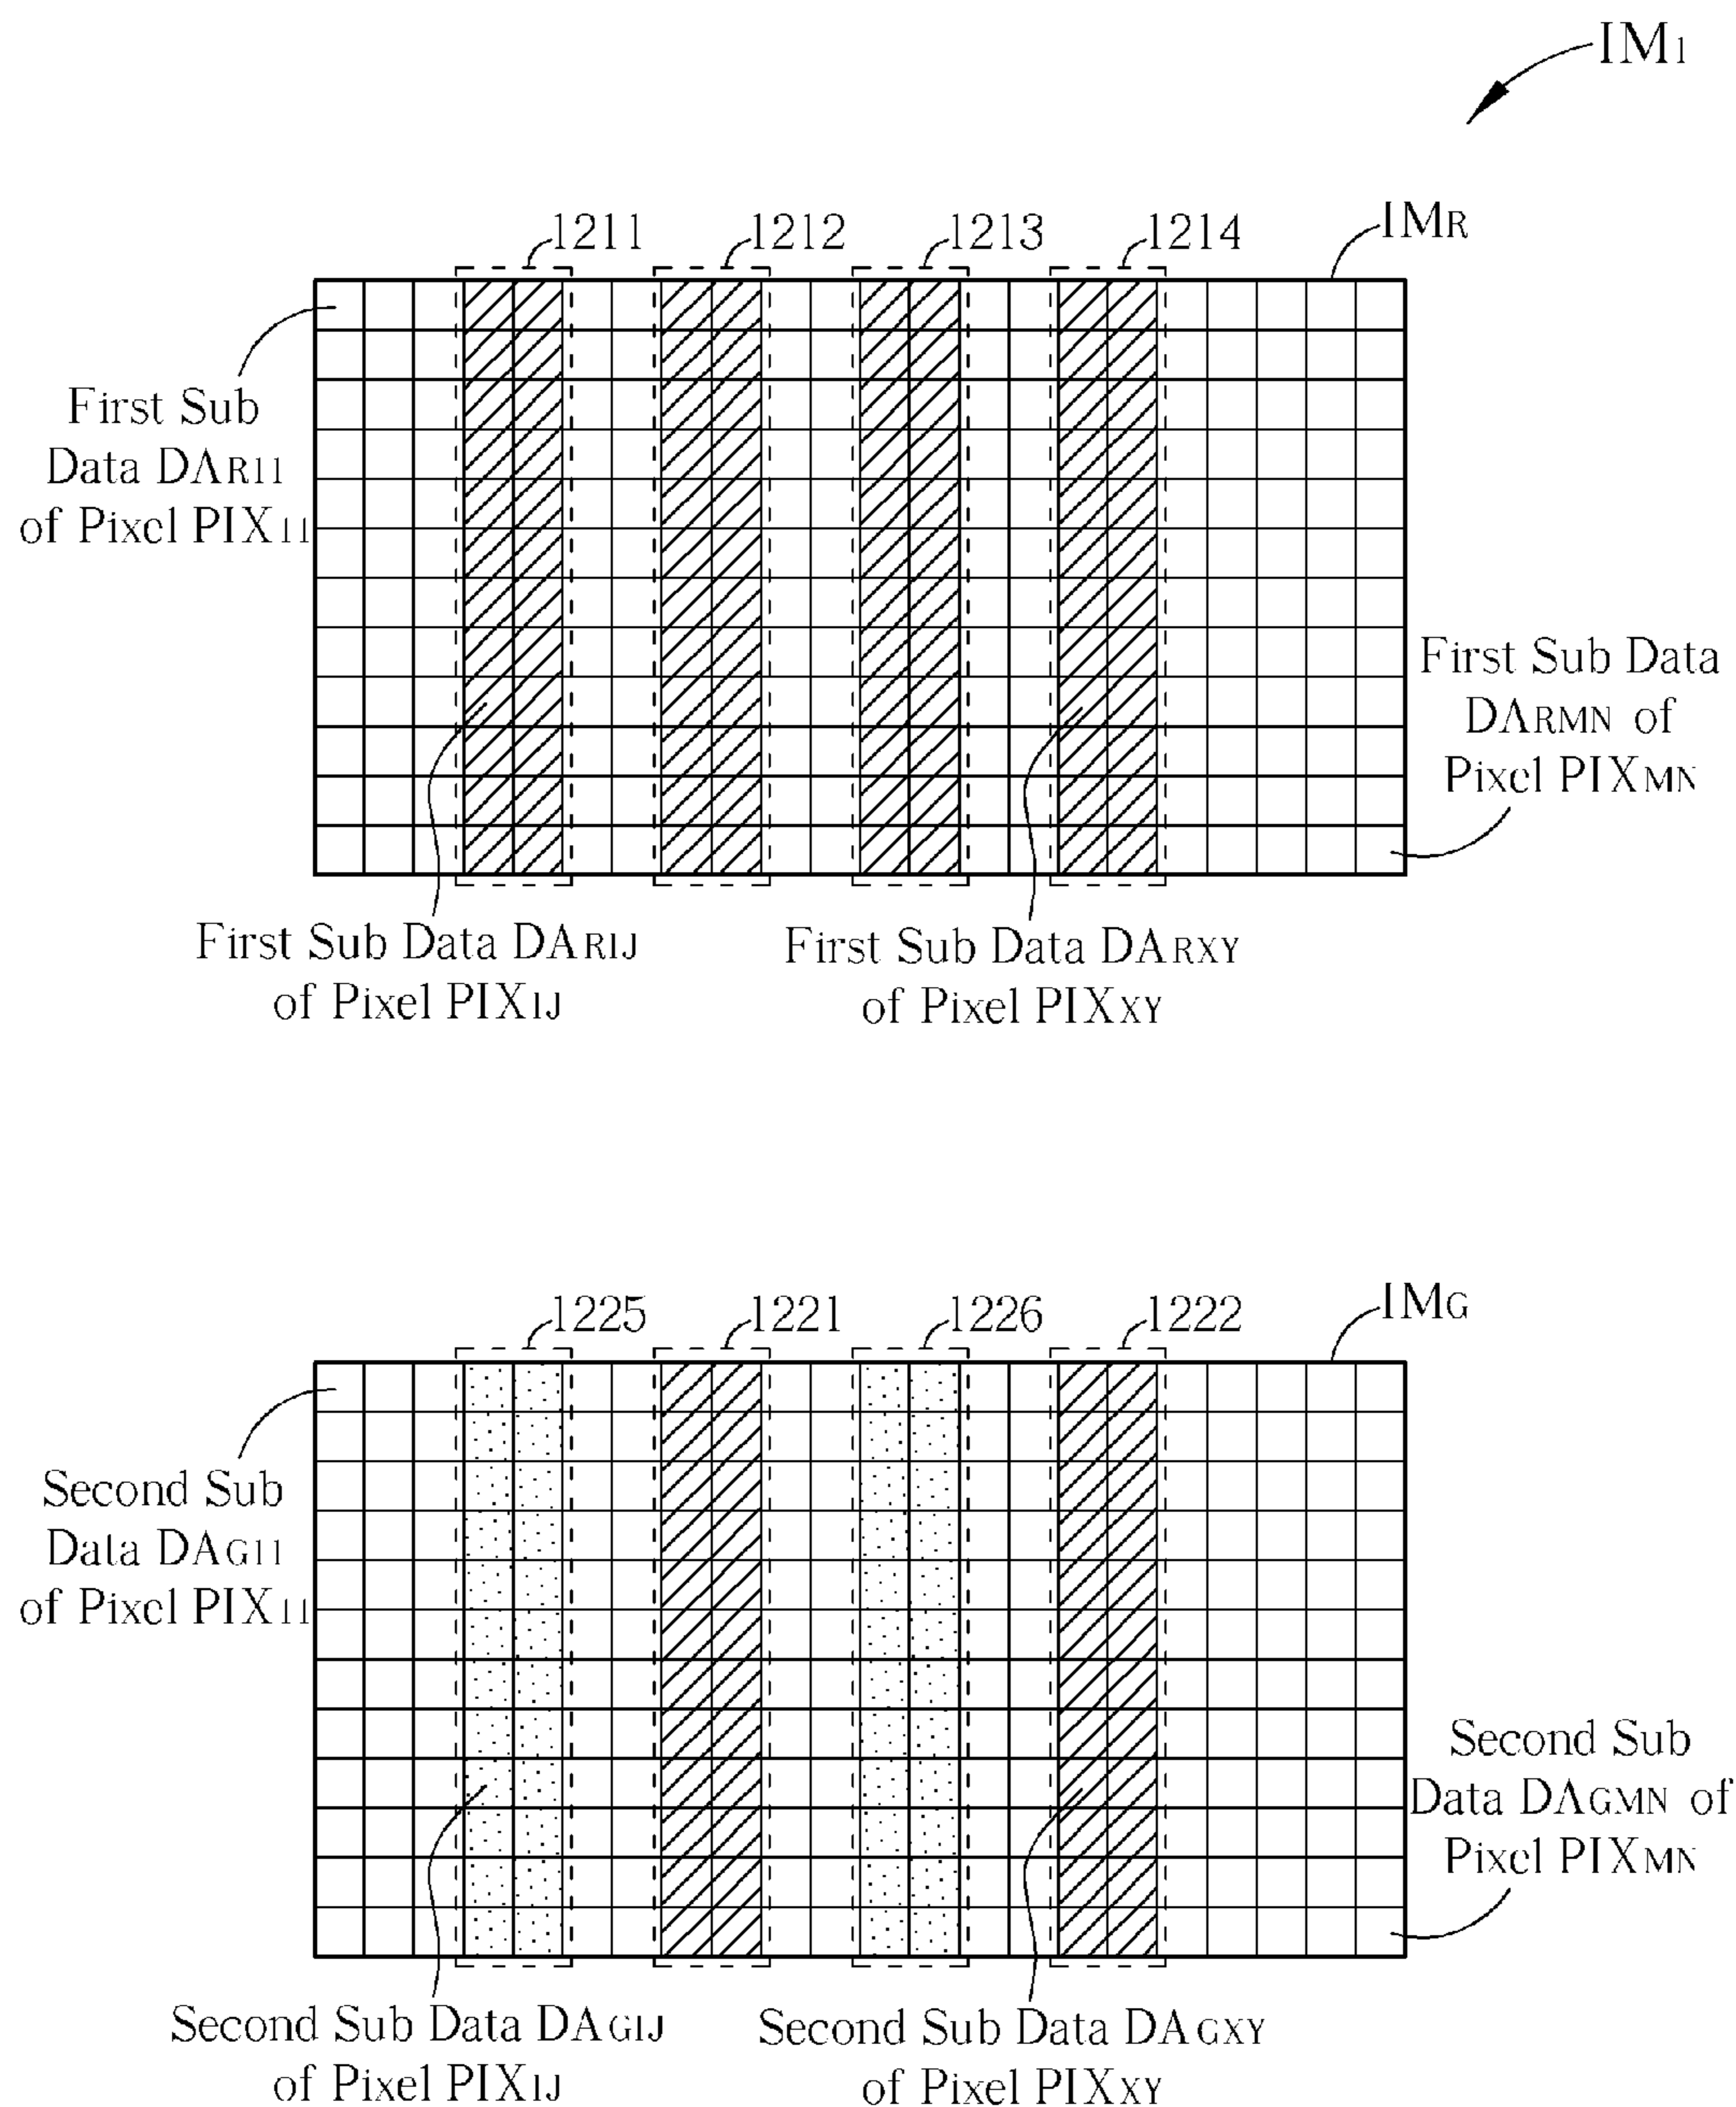 IM1
1211
1212
1213
1214
IMR
First Sub
Data DAR11
of Pixel PIX11
First Sub Data
DARMN of
Pixel PIXMN
First Sub Data DARIJ
of Pixel PIXIJ
First Sub Data DARXY
of Pixel PIXXY
1225
1221
1226
1222
IMG
Second Sub
Data DAG11
of Pixel PIX11
Second Sub
Data DAGMN of
Pixel PIXMN
Second Sub Data DAGIJ
of Pixel PIXIJ
Second Sub Data DAGXY
of Pixel PIXXY